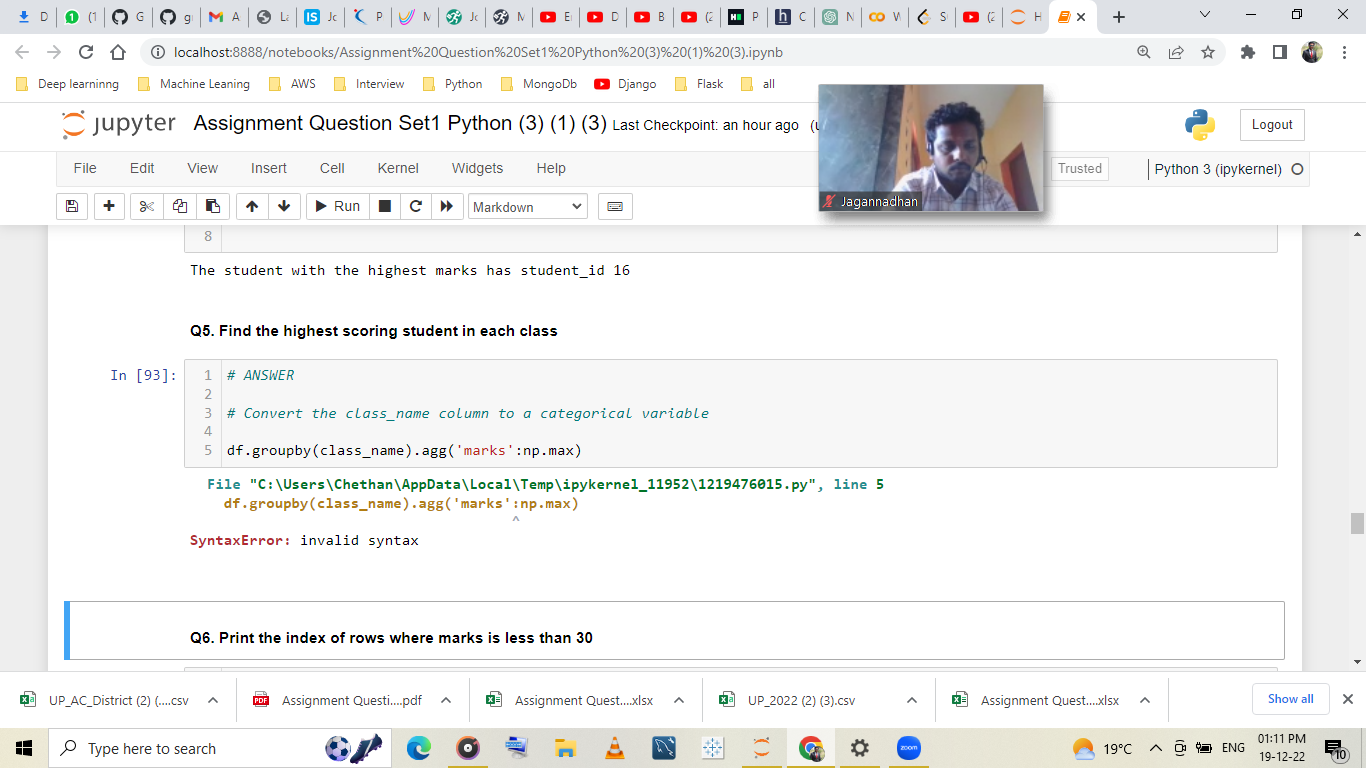 D
(1
G
gi
A
La
Jo
P
M
Jo
M
Ei
D
B
(2
P
C
N
W
Si
(2
H
localhost:8888/notebooks/Assignment%20Question%20Set1%20Python%20(3)%20(1)%20(3).ipynb
Deep learninng Machine Leaning AWS Interview Python MongoDb Django Flask all
jupyter Assignment Question Set1 Python (3) (1) (3) Last Checkpoint: an hour ago (u
Logout
File Edit View Insert Cell Kernel Widgets Help
Trusted Python 3 (ipykernel)
Run Markdown
Jagannadhan
8
The student with the highest marks has student_id 16
Q5. Find the highest scoring student in each class
In [93]:
1 # ANSWER
2
3 # Convert the class_name column to a categorical variable
4
5 df.groupby(class_name).agg('marks':np.max)
File "C:\Users\Chethan\AppData\Local\Temp\ipykernel_11952\1219476015.py", line 5
df.groupby(class_name).agg('marks':np.max)
^
SyntaxError: invalid syntax
Q6. Print the index of rows where marks is less than 30
UP_AC_District (2) (....csv
Assignment Questi....pdf
Assignment Quest....xlsx
UP_2022 (2) (3).csv
Assignment Quest....xlsx
Show all
Type here to search
zoom
19°C
ENG
01:11 PM
19-12-22
10